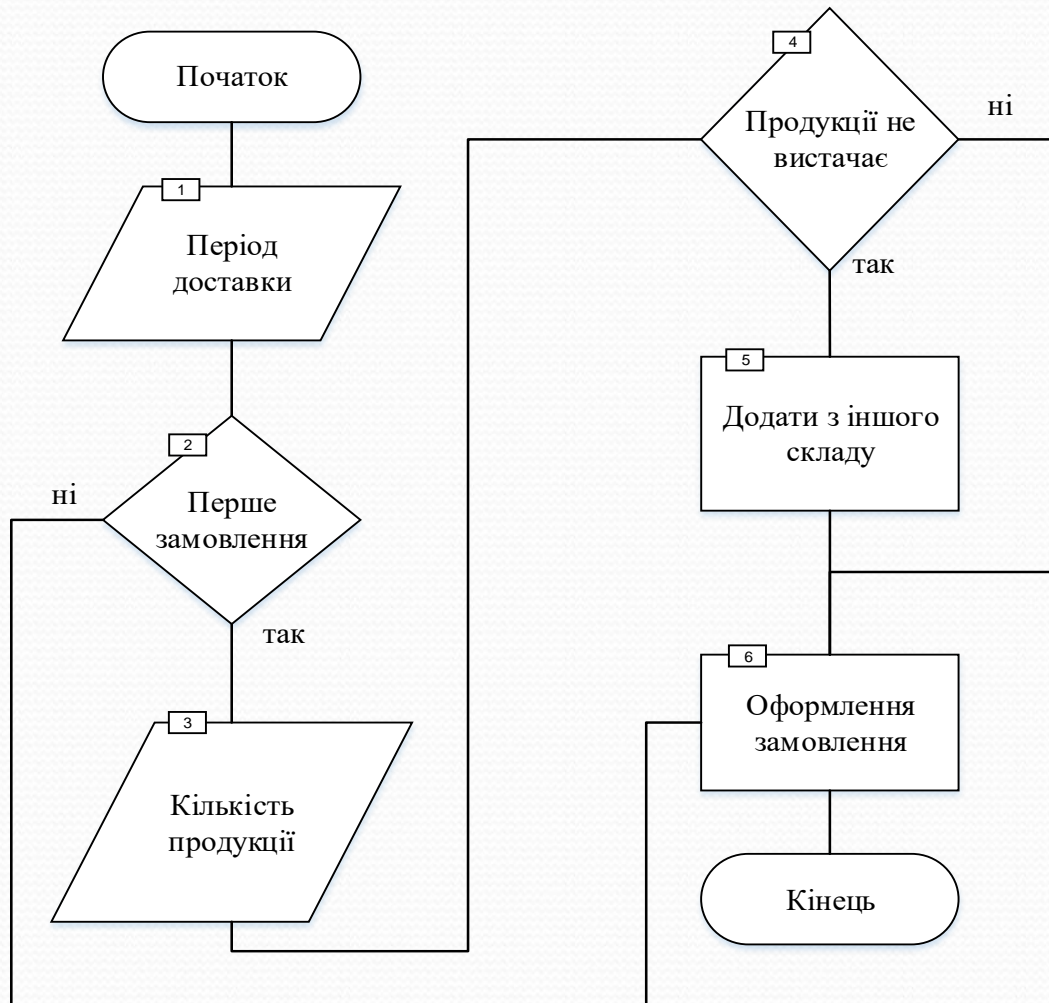 Початок
1
Період
доставки
2
ні
Перше
замовлення
так
3
Кількість
продукції
4
ні
Продукції не
вистачає
так
5
Додати з іншого
складу
6
Оформлення
замовлення
Кінець